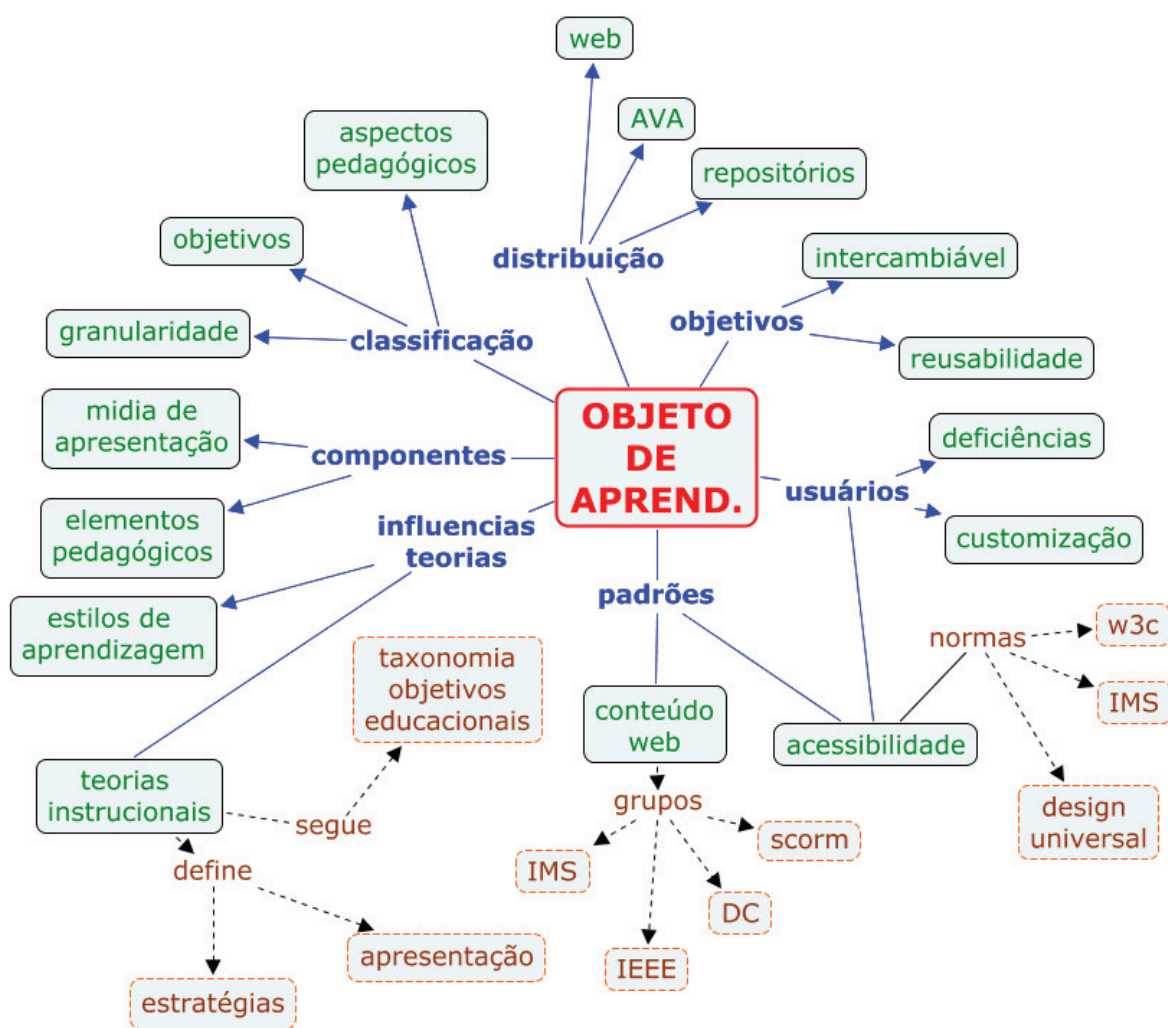 web
AVA
aspectos
pedagógicos
repositórios
objetivos
distribuição
intercambiável
granularidade
classificação
objetivos
reusabilidade
midia de
apresentação
componentes
OBJETO
DE
APREND.
deficiências
usuários
elementos
pedagógicos
influencias
teorias
customização
padrões
estilos de
aprendizagem
taxonomia
objetivos
educacionais
normas
w3c
IMS
conteúdo
web
acessibilidade
teorias
instrucionais
segue
grupos
scorm
design
universal
define
IMS
DC
apresentação
IEEE
estratégias